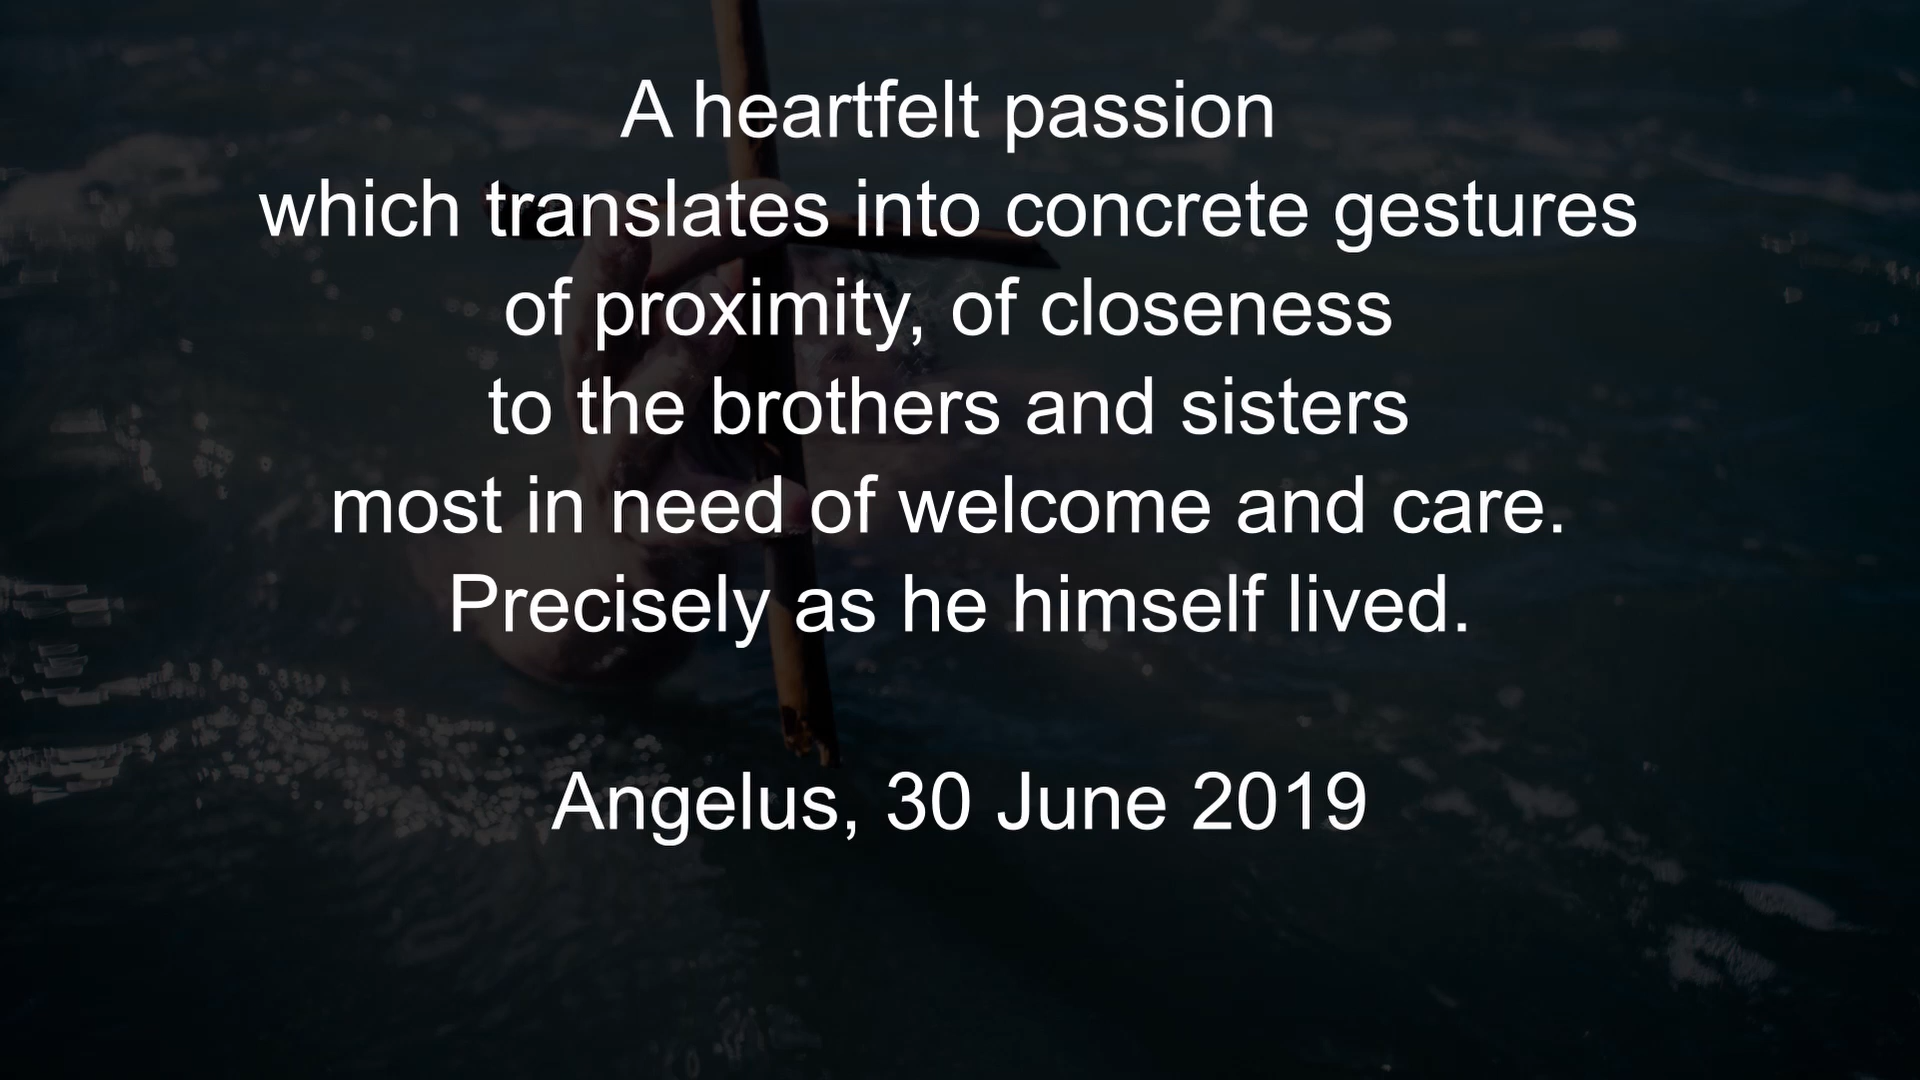 A heartfelt passion
which translates into concrete gestures
of proximity, of closeness
to the brothers and sisters
most in need of welcome and care.
Precisely as he himself lived.
Angelus, 30 June 2019